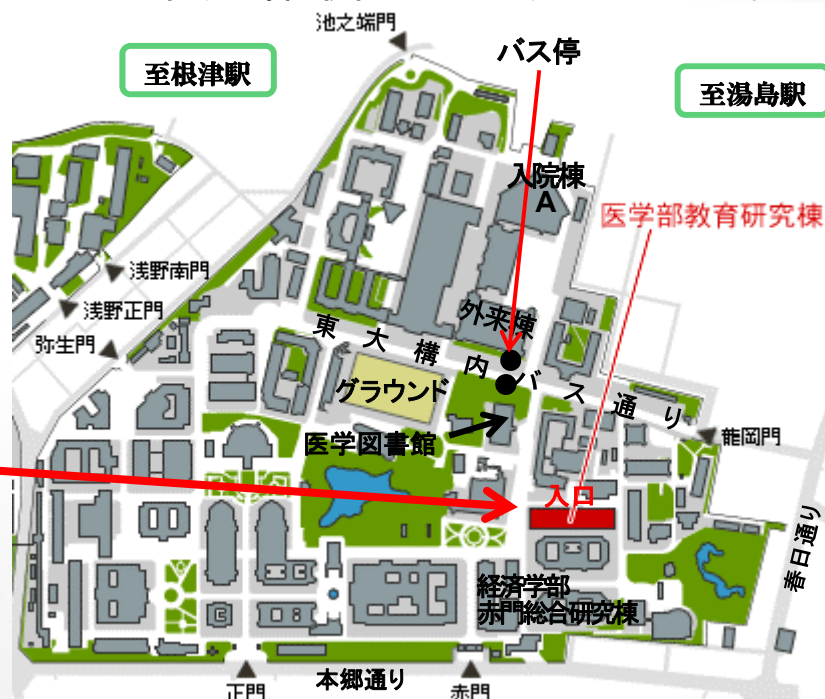 池之端門
バス停
至根津駅
至湯島駅
入院棟
A
医学部教育研究棟
浅野南門
浅野正門
弥生門
外来棟
東大構内バス通り
グラウンド
医学図書館
龍岡門
入口
春日通り
経済学部
赤門総合研究棟
本郷通り
正門
赤門